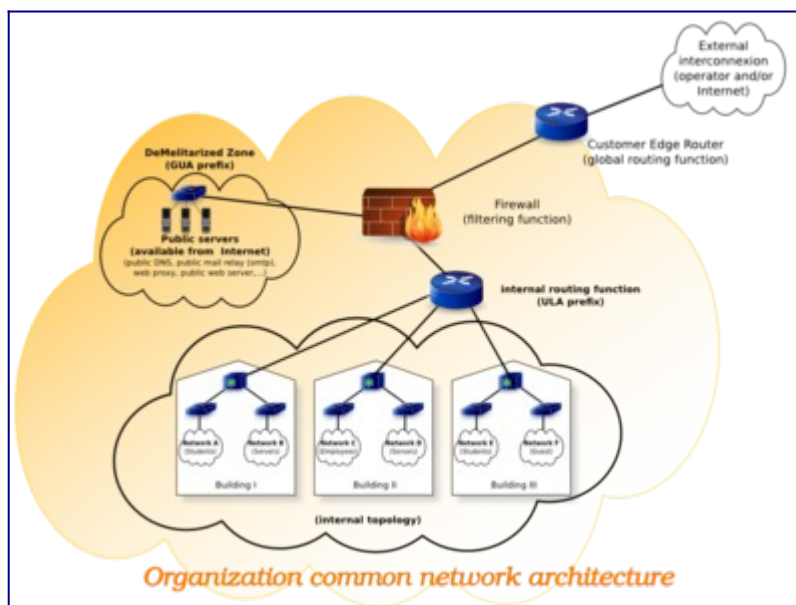 External
interconnexion
(operator and/or
Internet)
Customer Edge Router
(global routing function)
DeMelitarized Zone
(GUA prefix)
Firewall
(filtering function)
Public servers
(available from Internet)
(public DNS, public mail relay (smtp),
web proxy, public web server,...)
internal routing function
(ULA prefix)
Network A
(Students)
Network B
(Servers)
Building I
Network C
(Employees)
Network D
(Servers)
Building II
Network E
(Students)
Network F
(Guest)
Building III
(internal topology)
Organization common network architecture